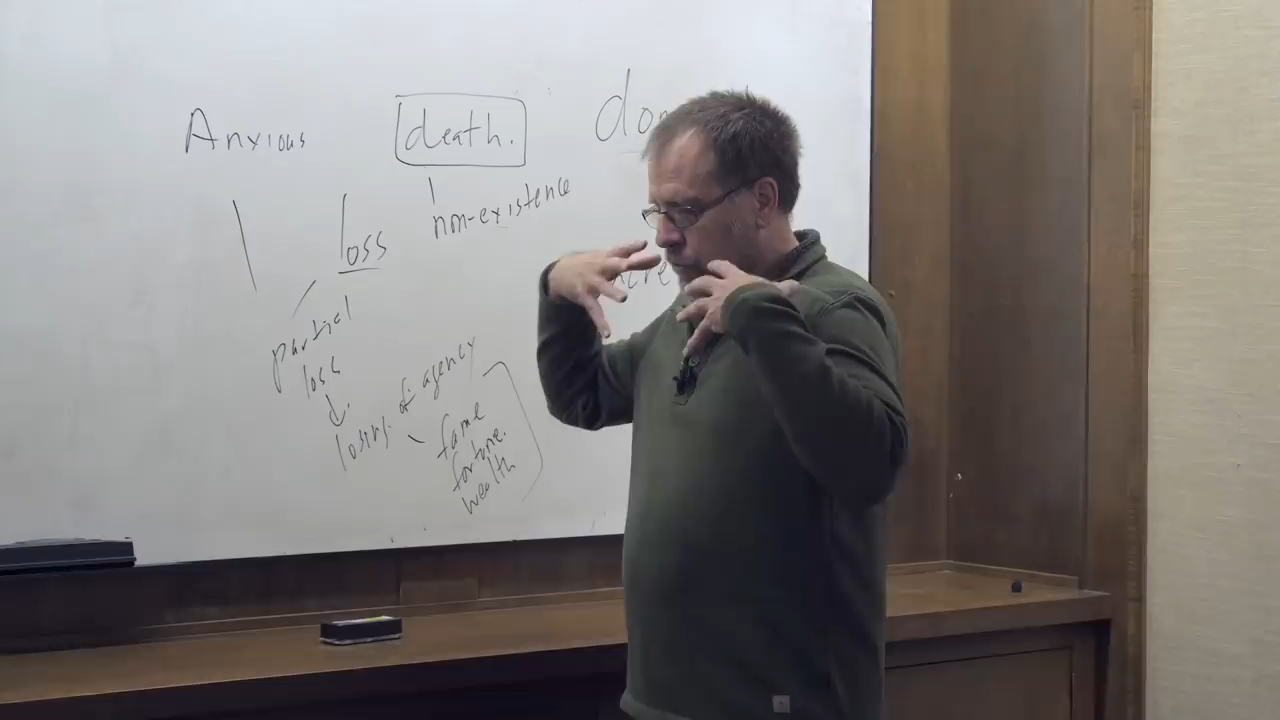 Anxious
death.
non-existence
loss
partial
loss
losing of agency
fame
fortune.
wealth